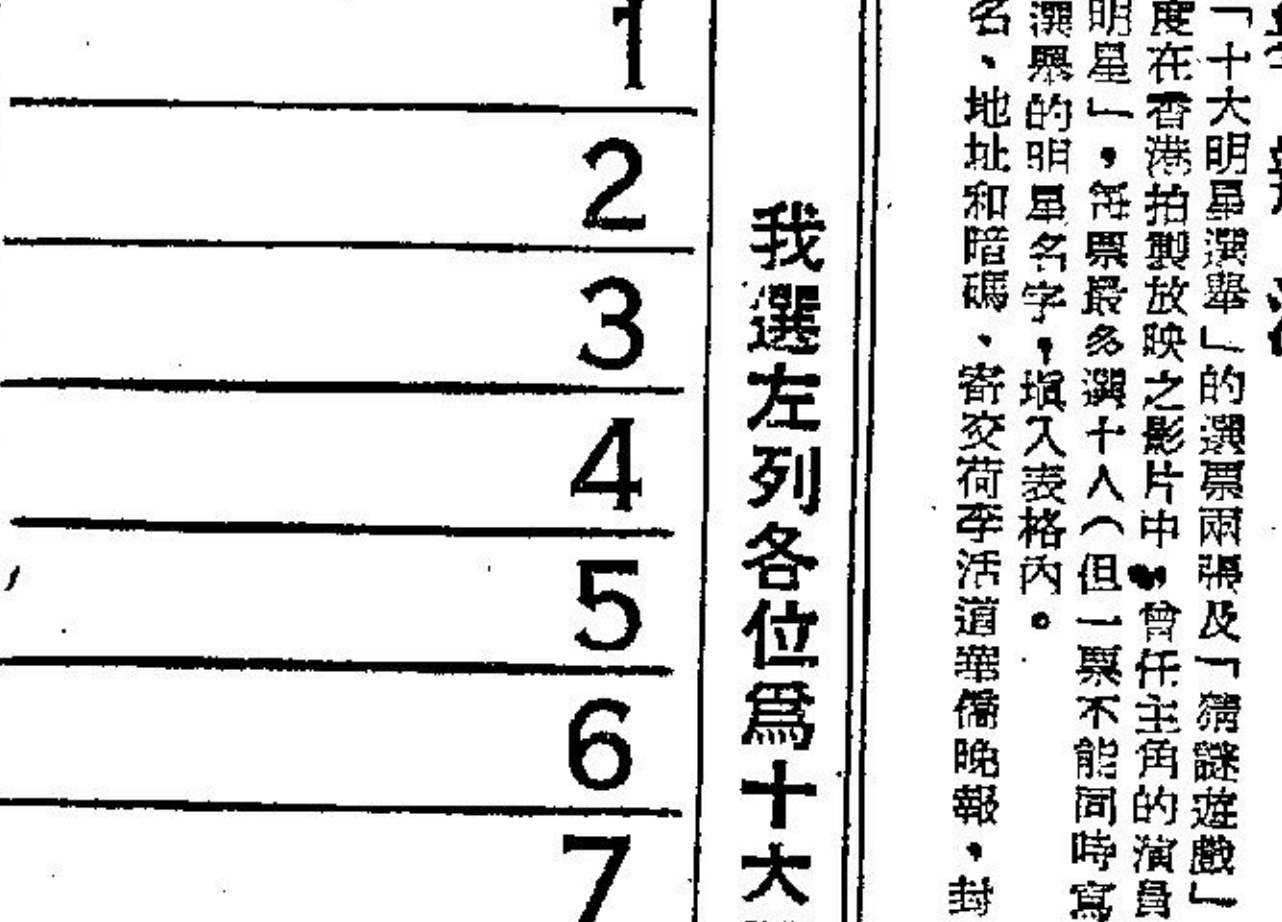 「十大明星選舉」的選票兩張及「猜謎遊戲」
度在香港拍製放映之影片中，曾任主角的演員
明星」，每票最多選十人（但一票不能同時寫
選舉的明星名字，填入表格內。
名、地址和暗碼、寄交荷李活道華僑晚報，封
我選左列各位爲十大
1
2
3
4
5
6
7